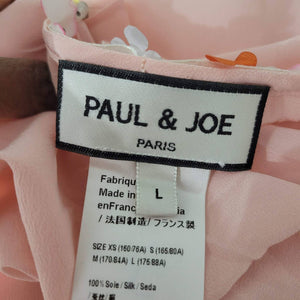 PAUL & JOE
PARIS
L
Fabriqu
Made in
enFrance
/ 法国制造/ フランス製
SIZE XS (160/76A) S (165/80A)
M (170/84A) L (175/88A)
100% Soie / Silk / Seda